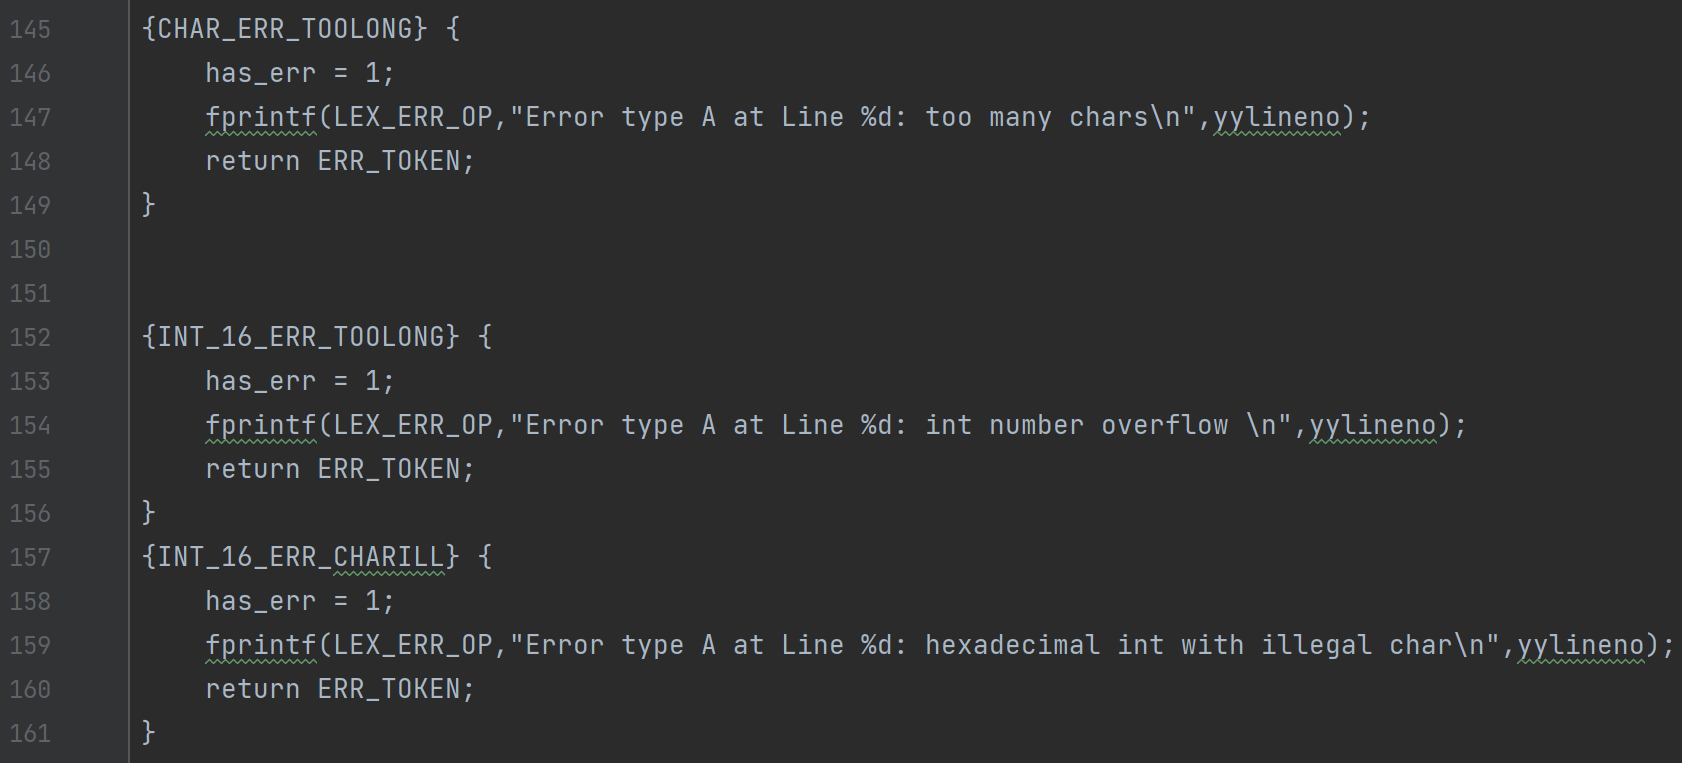 145 {CHAR_ERR_TOOLONG} {
146 has_err = 1;
147 fprintf(LEX_ERR_OP,"Error type A at Line %d: too many chars\n",yylineno);
148 return ERR_TOKEN;
149 }
150
151
152 {INT_16_ERR_TOOLONG} {
153 has_err = 1;
154 fprintf(LEX_ERR_OP,"Error type A at Line %d: int number overflow \n",yylineno);
155 return ERR_TOKEN;
156 }
157 {INT_16_ERR_CHARILL} {
158 has_err = 1;
159 fprintf(LEX_ERR_OP,"Error type A at Line %d: hexadecimal int with illegal char\n",yylineno);
160 return ERR_TOKEN;
161 }